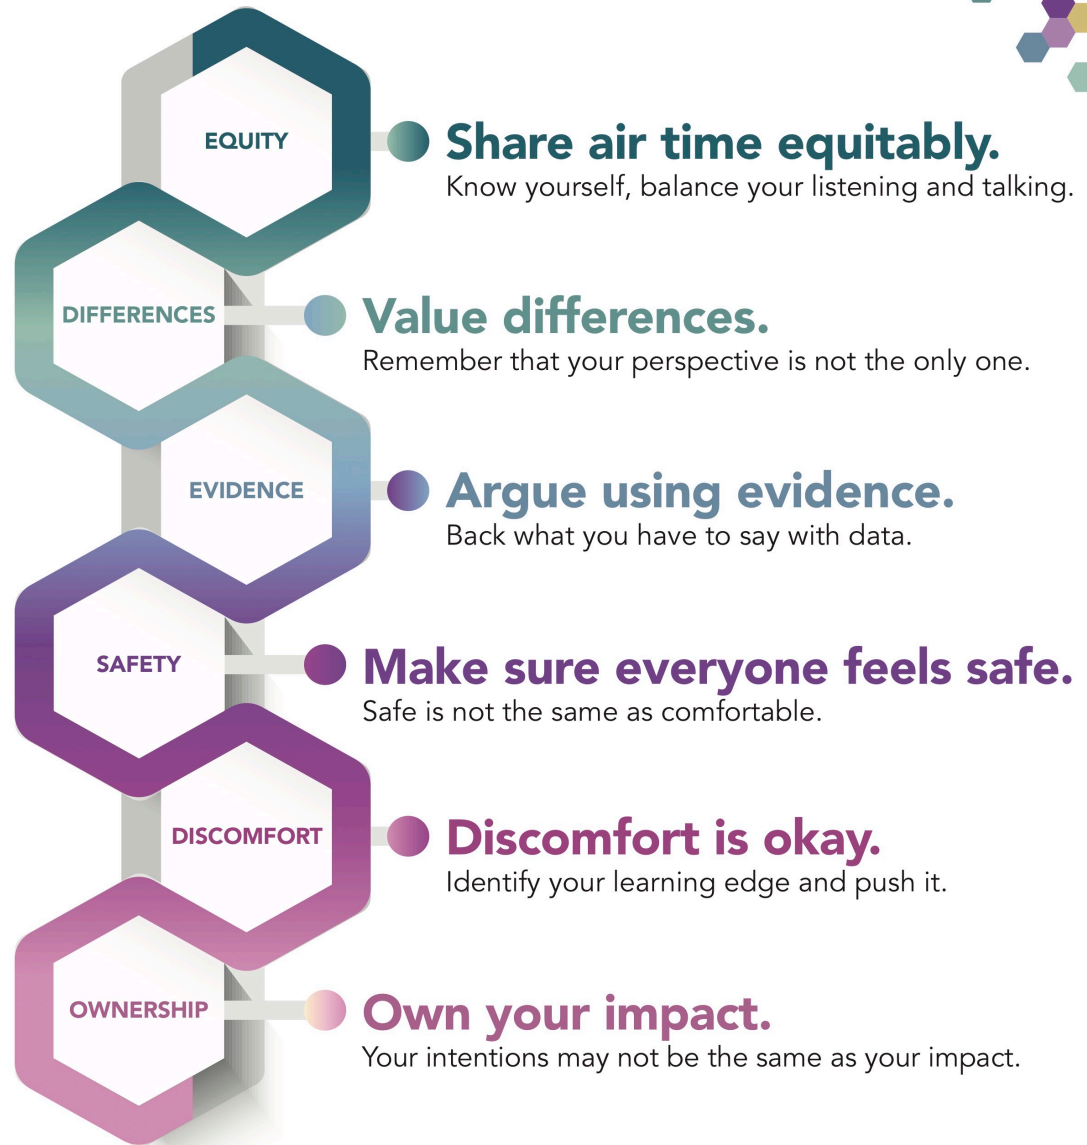 EQUITY
Share air time equitably.
Know yourself, balance your listening and talking.
DIFFERENCES
Value differences.
Remember that your perspective is not the only one.
EVIDENCE
Argue using evidence.
Back what you have to say with data.
SAFETY
Make sure everyone feels safe.
Safe is not the same as comfortable.
DISCOMFORT
Discomfort is okay.
Identify your learning edge and push it.
OWNERSHIP
Own your impact.
Your intentions may not be the same as your impact.